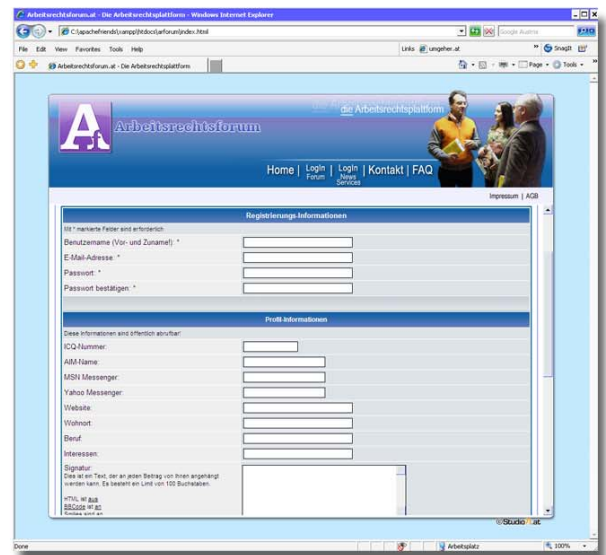 Arbeitsrechtsforum.at - Die Arbeitsrechtsplattform - Windows Internet Explorer
C:\apachefriends\xampp\htdocs\arforum\index.html
Google Austria
File Edit View Favorites Tools Help
Links ungeher.at
SnagIt
Arbeitsrechtsforum.at - Die Arbeitsrechtsplattform
Page Tools
die Arbeitsrechtsplattform
A
Arbeitsrechtsforum
Home | Login Forum | Login News Services | Kontakt | FAQ
Impressum | AGB
Registrierungs-Informationen
Mit * markierte Felder sind erforderlich
Benutzername (Vor- und Zuname!): *
E-Mail-Adresse: *
Passwort: *
Passwort bestätigen: *
Profil-Informationen
Diese Informationen sind öffentlich abrufbar!
ICQ-Nummer:
AIM-Name:
MSN Messenger:
Yahoo Messenger:
Website:
Wohnort:
Beruf:
Interessen:
Signatur:
Dies ist ein Text, der an jeden Beitrag von Ihnen angehängt
werden kann. Es besteht ein Limit von 100 Buchstaben.
HTML ist aus
BBCode ist an
Smilies sind an
Done
Arbeitsplatz
100%